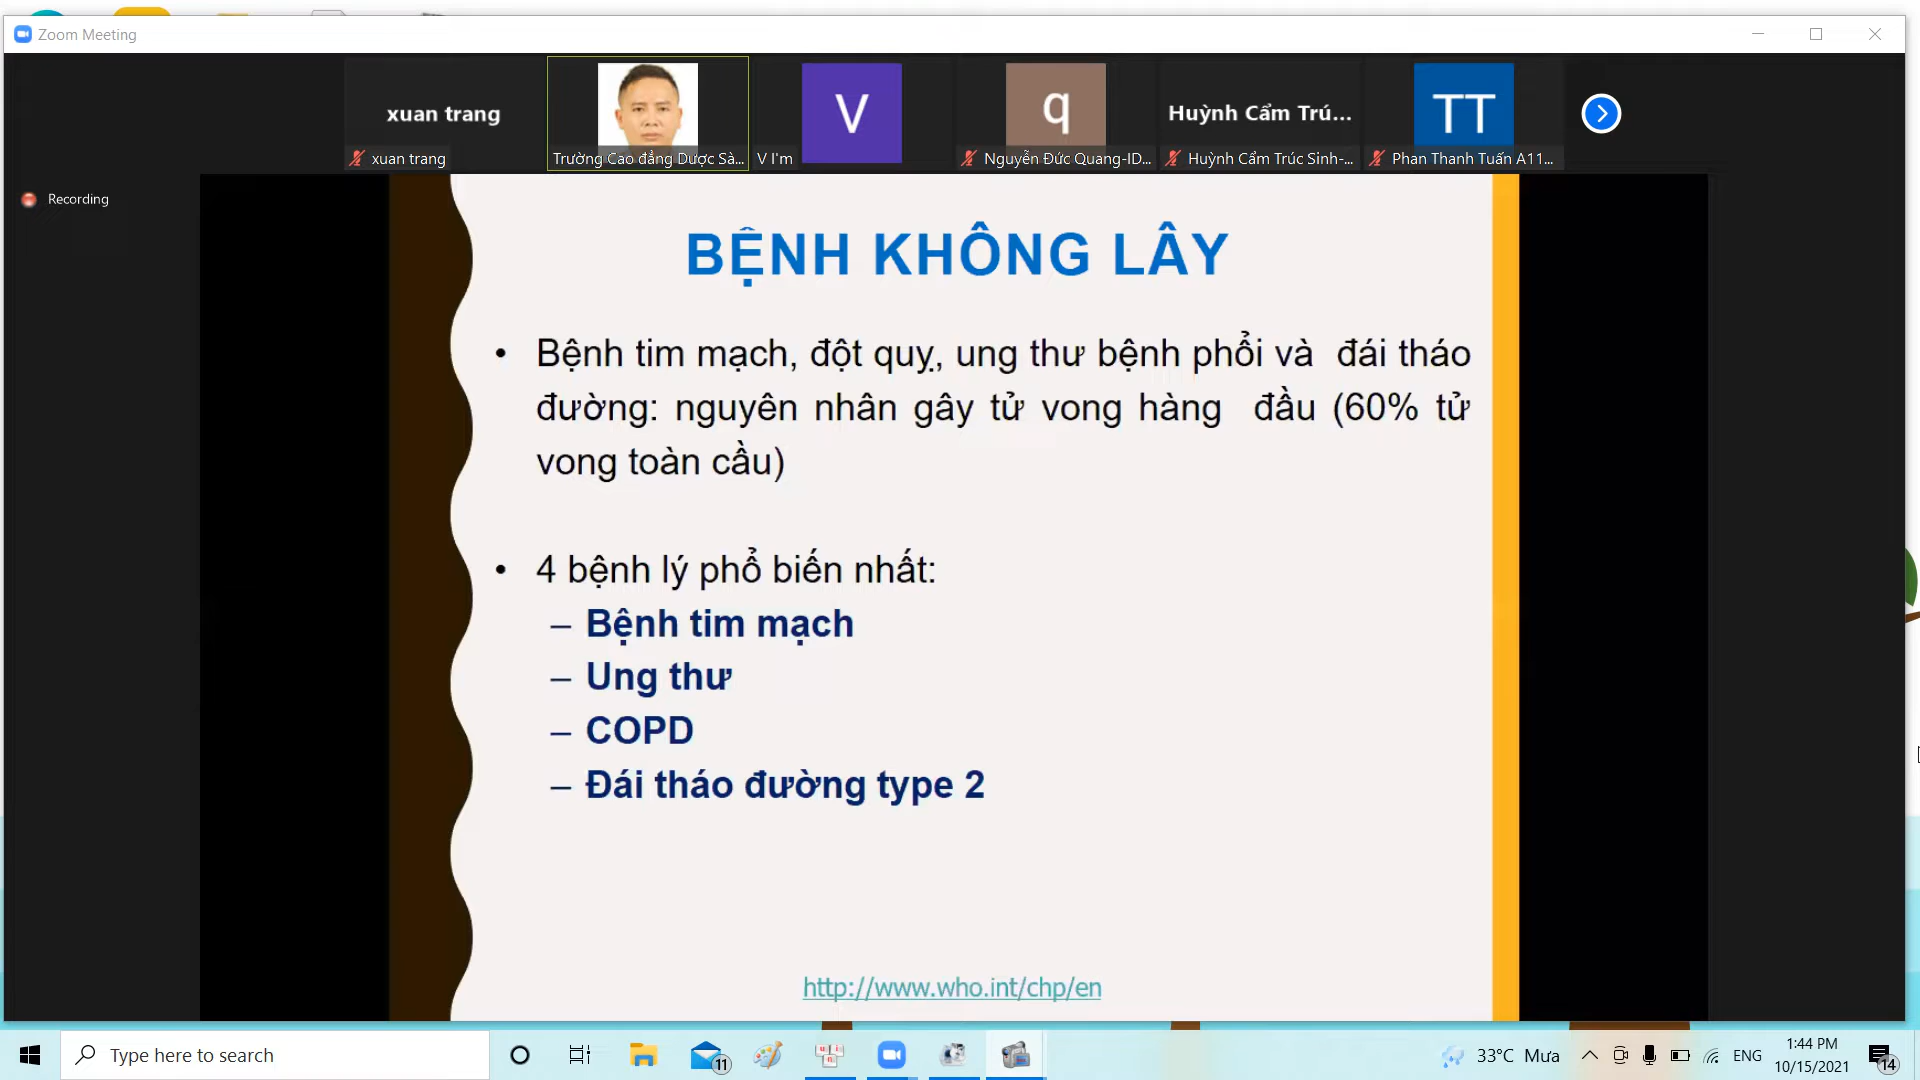 Zoom Meeting
xuan trang
V
q
Huỳnh Cẩm Trú...
TT
xuan trang
Trường Cao đẳng Dược Sà...
V I'm
Nguyễn Đức Quang-ID...
Huỳnh Cẩm Trúc Sinh-...
Phan Thanh Tuấn A11...
Recording
BỆNH KHÔNG LÂY
• Bệnh tim mạch, đột quỵ, ung thư bệnh phổi và đái tháo
đường: nguyên nhân gây tử vong hàng đầu (60% tử
vong toàn cầu)
• 4 bệnh lý phổ biến nhất:
– Bệnh tim mạch
– Ung thư
– COPD
– Đái tháo đường type 2
http://www.who.int/chp/en
Type here to search
11
33°C Mưa
ENG
1:44 PM
10/15/2021
14